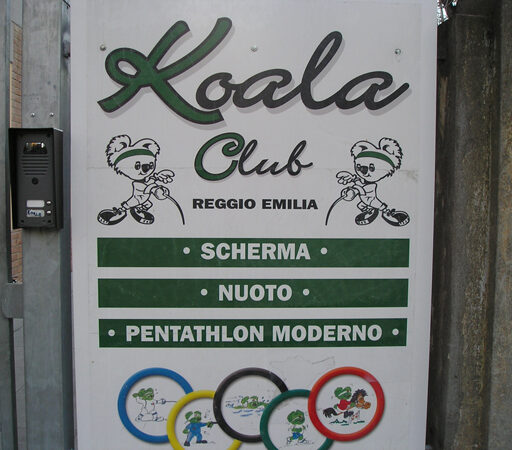 Koala
Club
REGGIO EMILIA
• SCHERMA •
• NUOTO •
• PENTATHLON MODERNO •